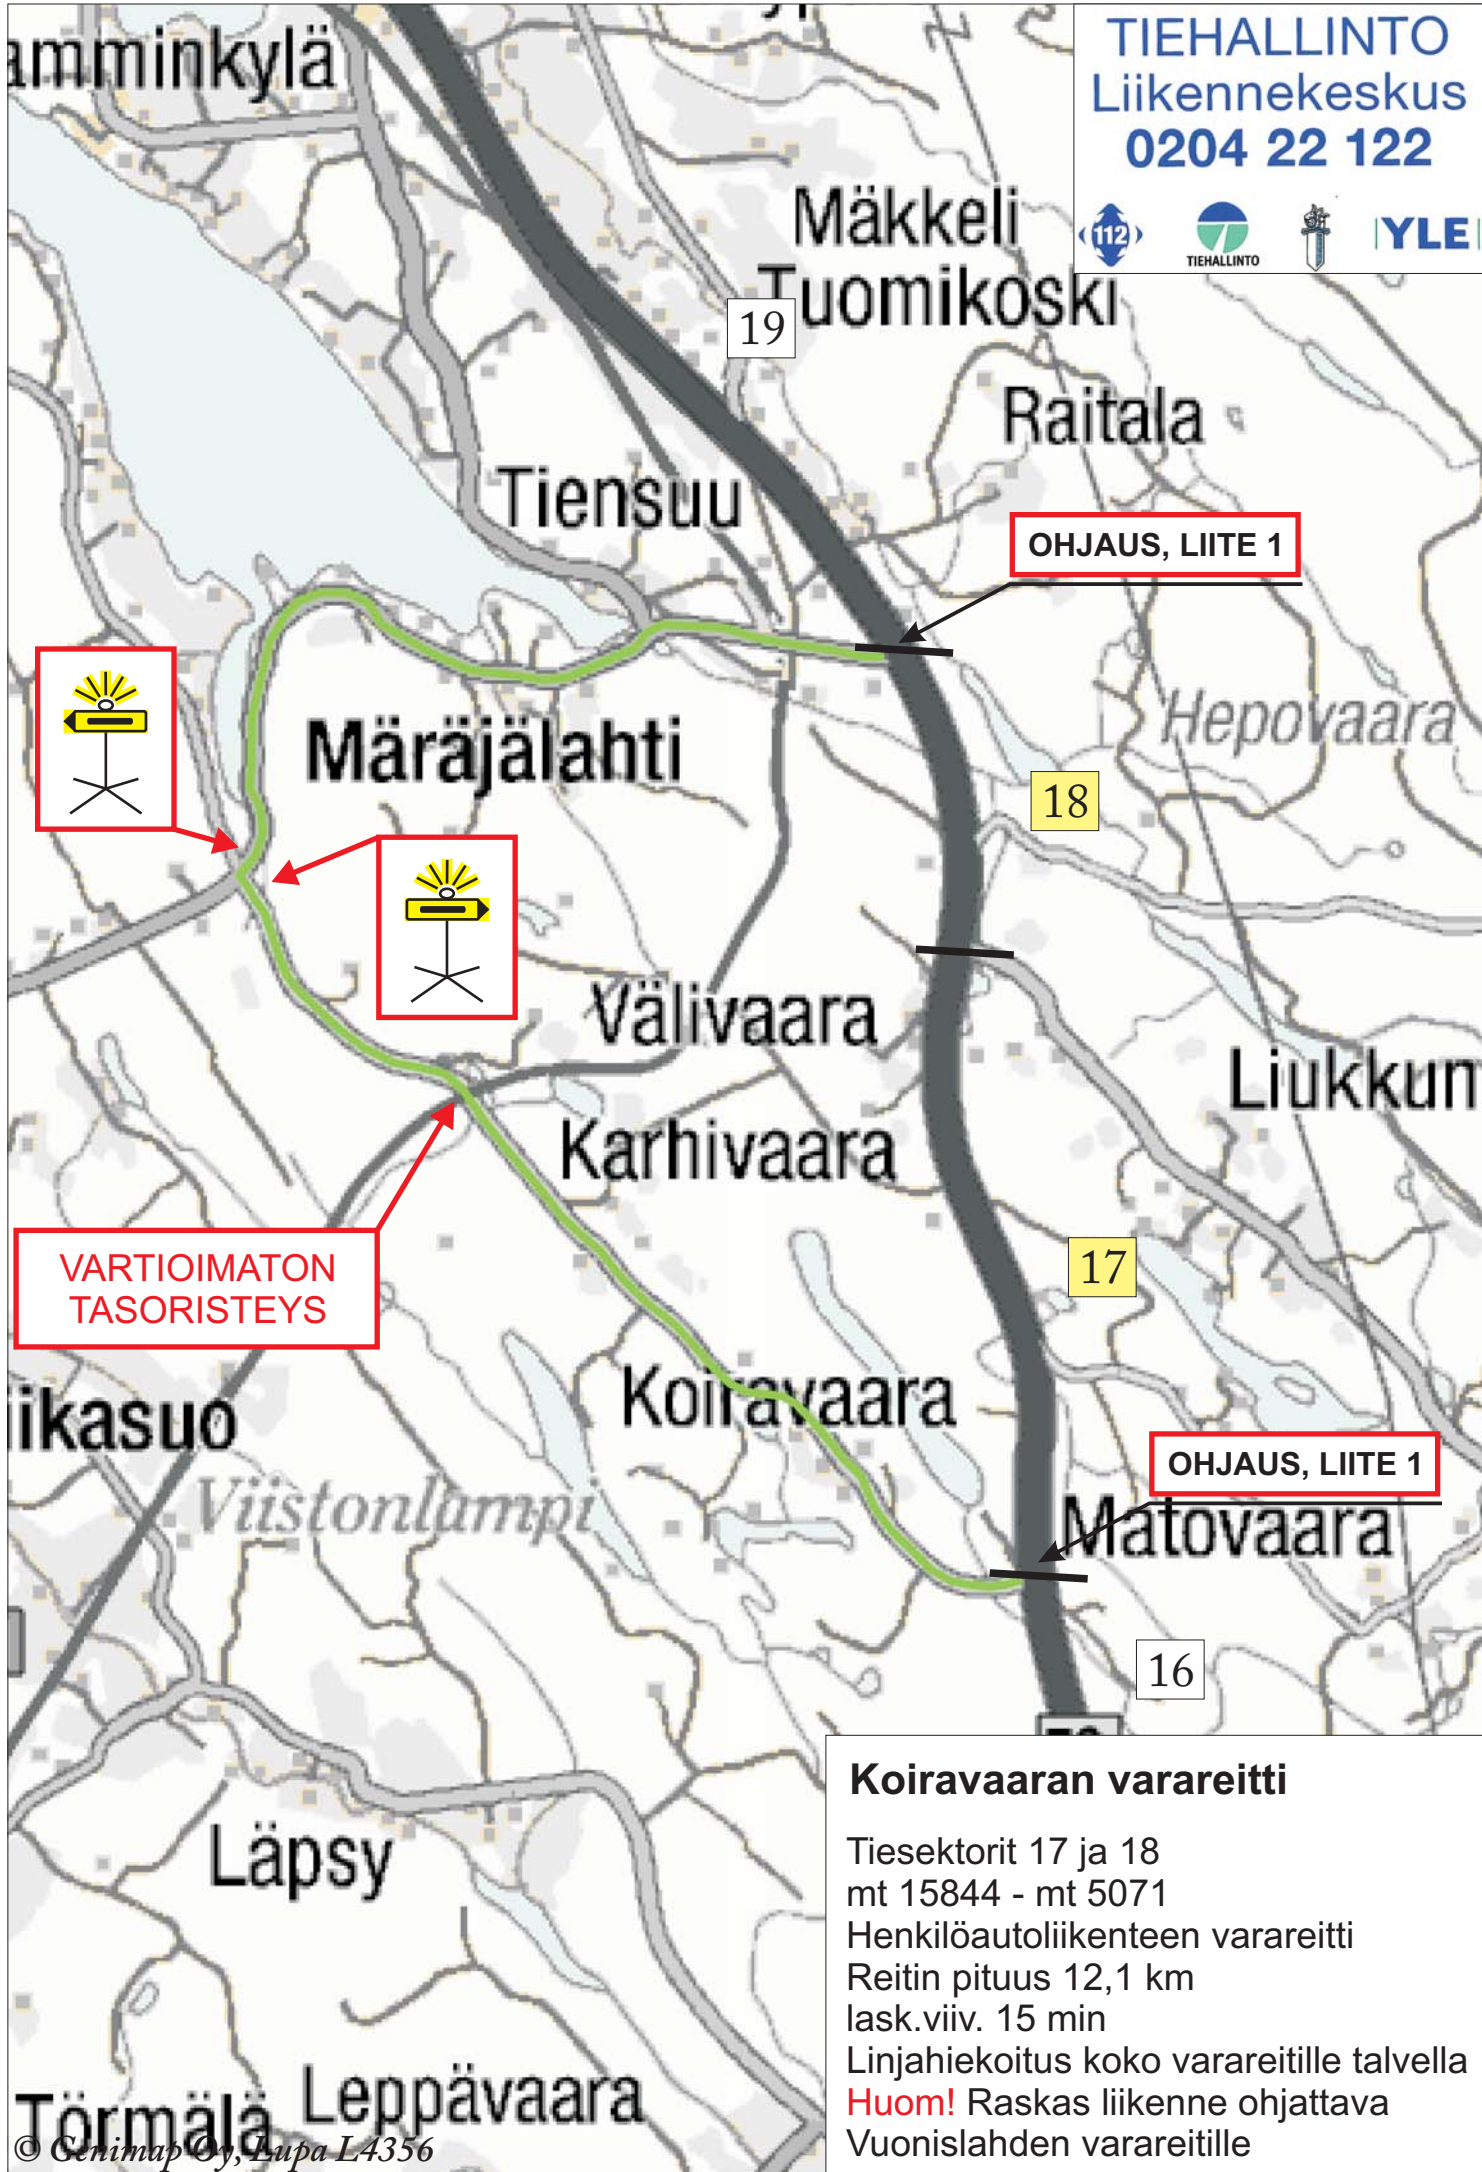 amminkylä
TIEHALLINTO
Liikennekeskus
0204 22 122
112
TIEHALLINTO
YLE
Mäkkeli
Tuomikoski
19
Raitala
Tiensuu
OHJAUS, LIITE 1
Märäjälahti
Hepovaara
18
Välivaara
Liukkun
Karhivaara
VARTIOIMATON
TASORISTEYS
17
Koiravaara
iikasuo
OHJAUS, LIITE 1
Viistonlampi
Matovaara
16
Koiravaaran varareitti
Tiesektorit 17 ja 18
mt 15844 - mt 5071
Henkilöautoliikenteen varareitti
Reitin pituus 12,1 km
lask.viiv. 15 min
Linjahiekoitus koko varareitille talvella
Huom! Raskas liikenne ohjattava
Vuonislahden varareitille
Läpsy
Leppävaara
Törmälä
© Genimap Oy, Lupa L4356